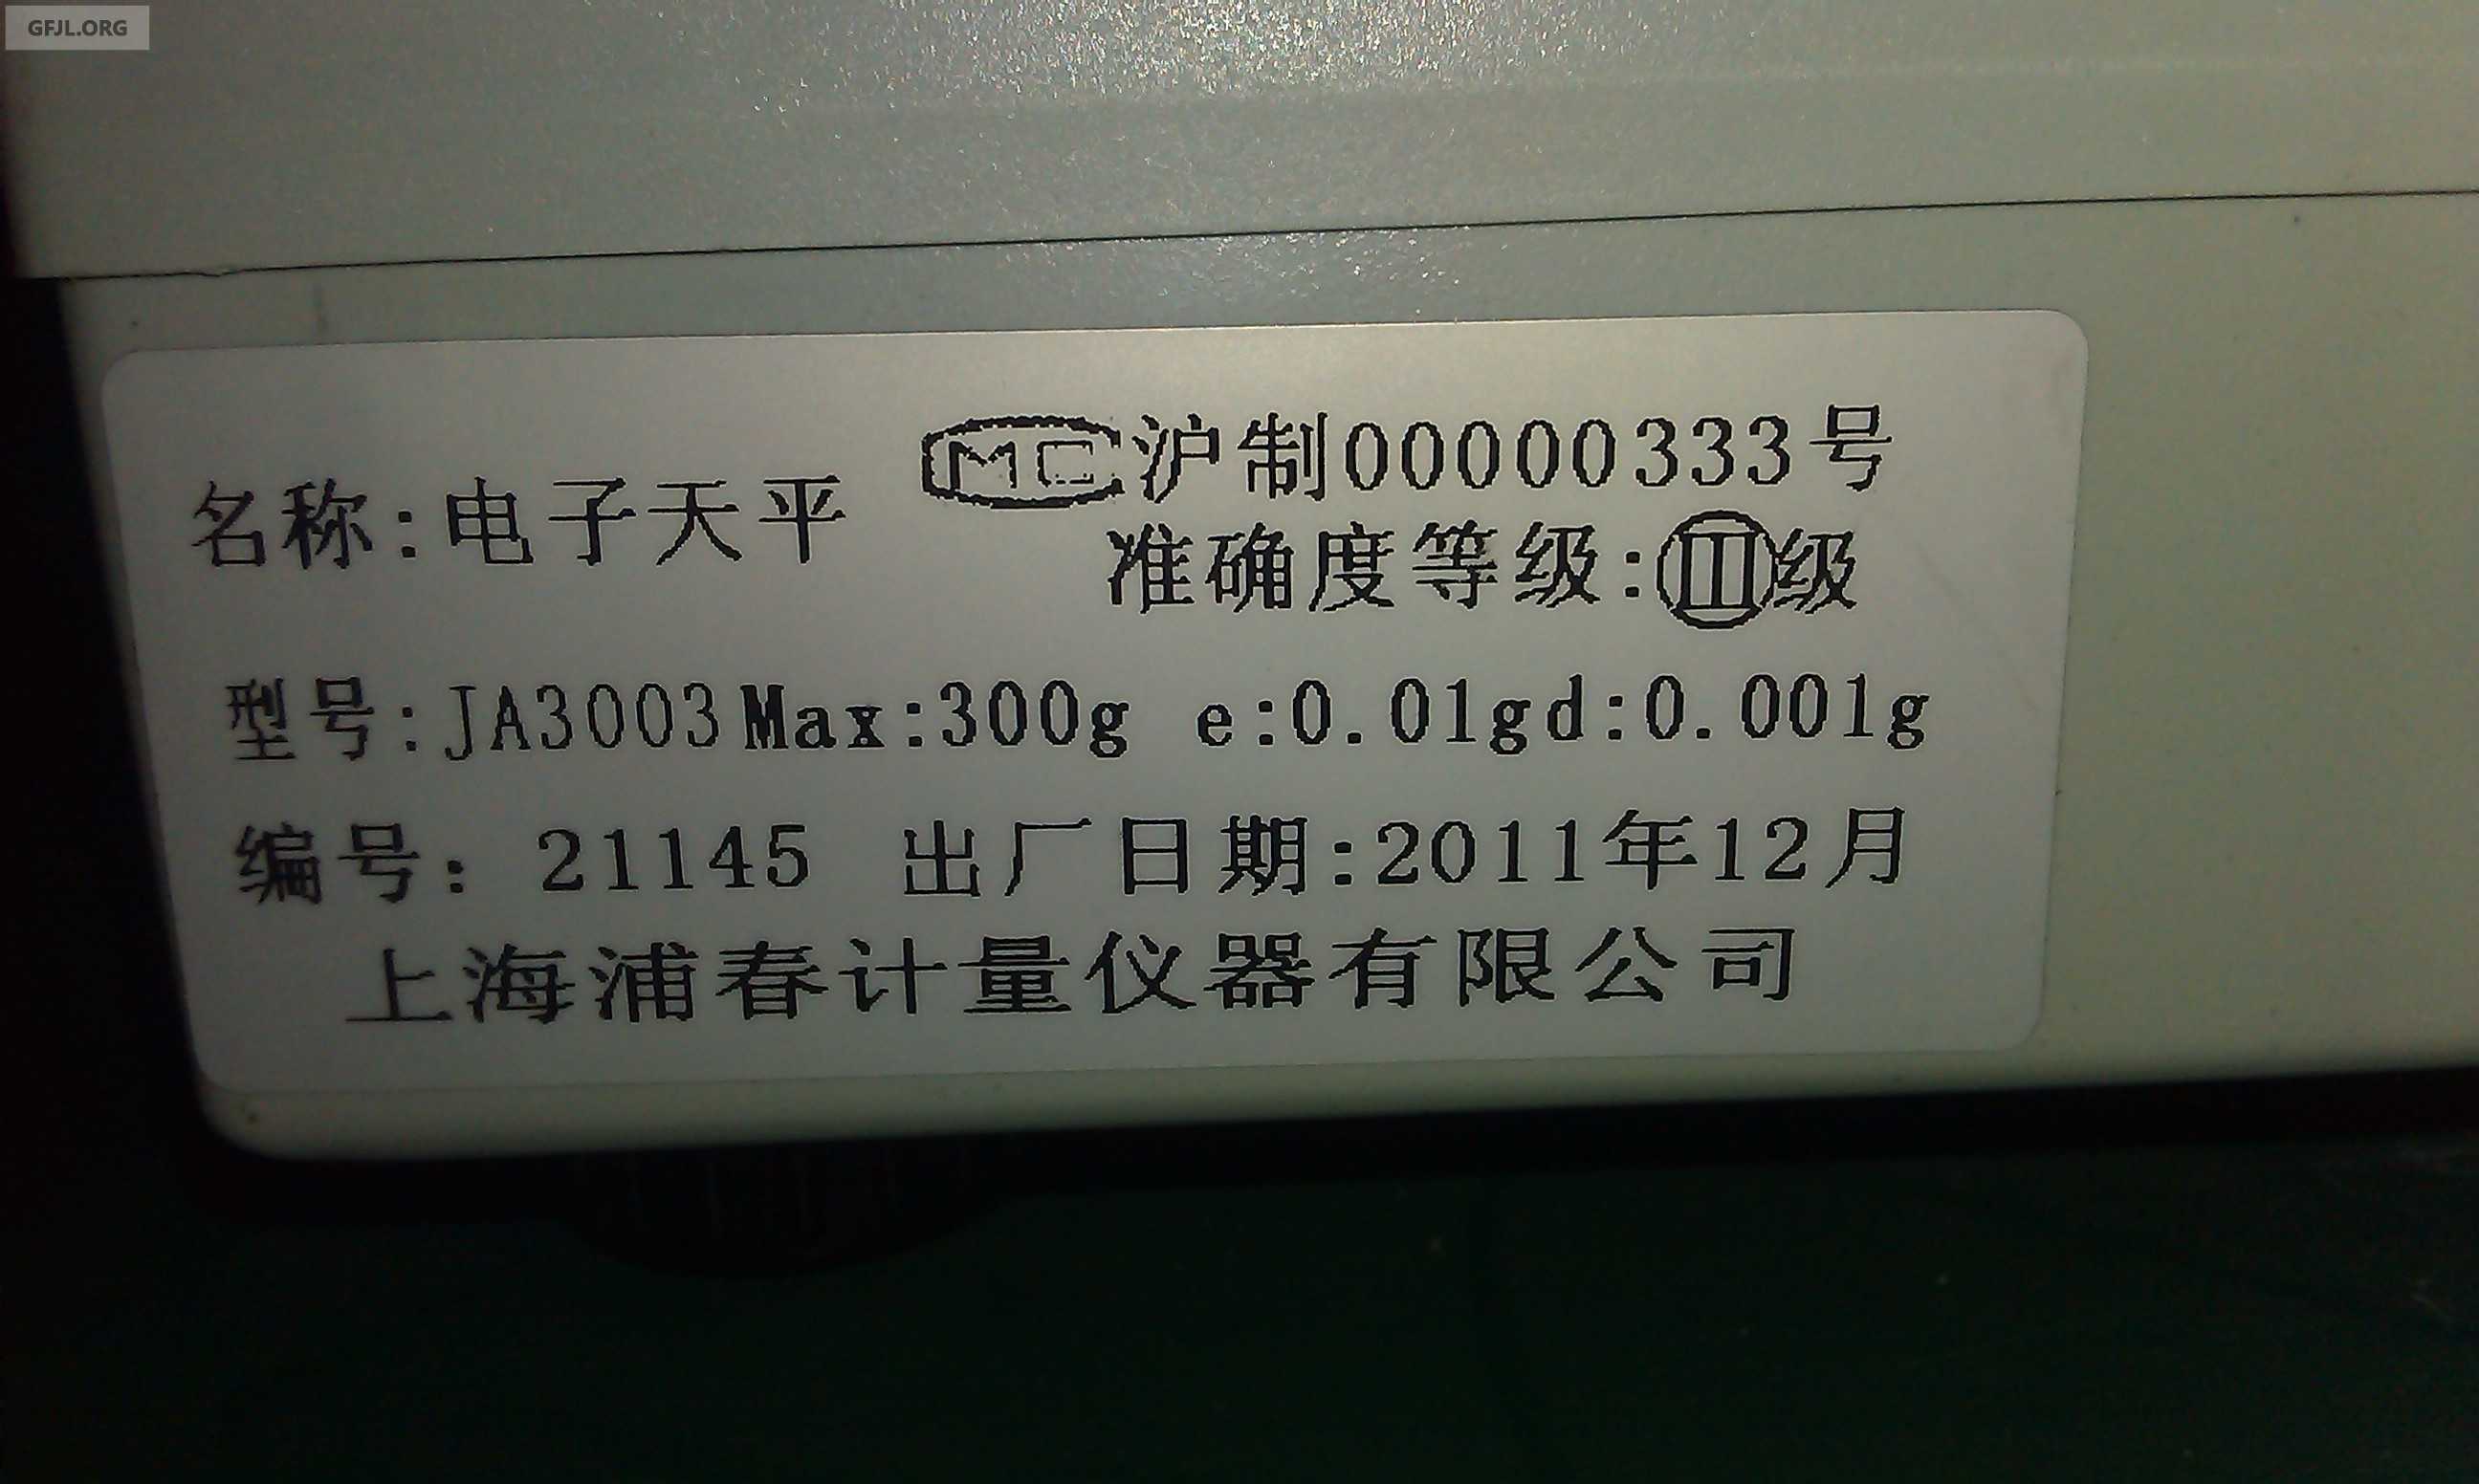 GFJL.ORG
MC 沪制00000333号
名称:电子天平
准确度等级:Ⅱ级
型号:JA3003 Max:300g e:0.01g d:0.001g
编号: 21145 出厂日期:2011年12月
上海浦春计量仪器有限公司